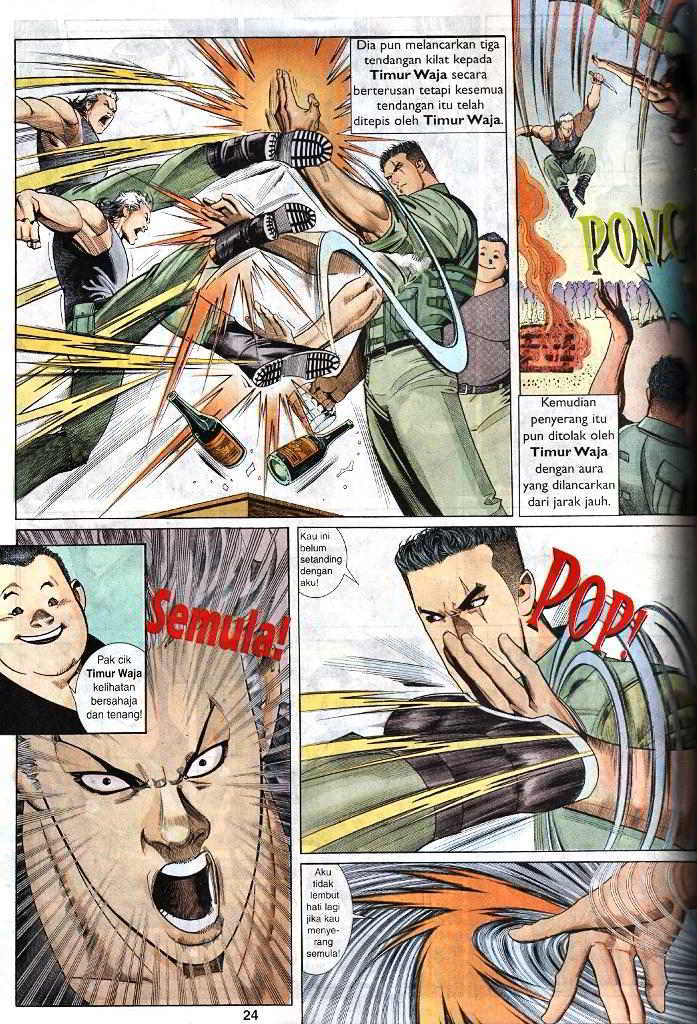 Dia pun melancarkan tiga
tendangan kilat kepada
Timur Waja secara
berterusan tetapi kesemua
tendangan itu telah
ditepis oleh Timur Waja.
PONG
Kemudian
penyerang itu
pun ditolak oleh
Timur Waja
dengan aura
yang dilancarkan
dari jarak jauh.
Pak cik
Timur Waja
kelihatan
bersahaja
dan tenang!
Semula!
Kau ini
belum
setanding
dengan
aku!
POP!
Aku
tidak
lembut
hati lagi
jika kau
menye-
rang
semula!
24